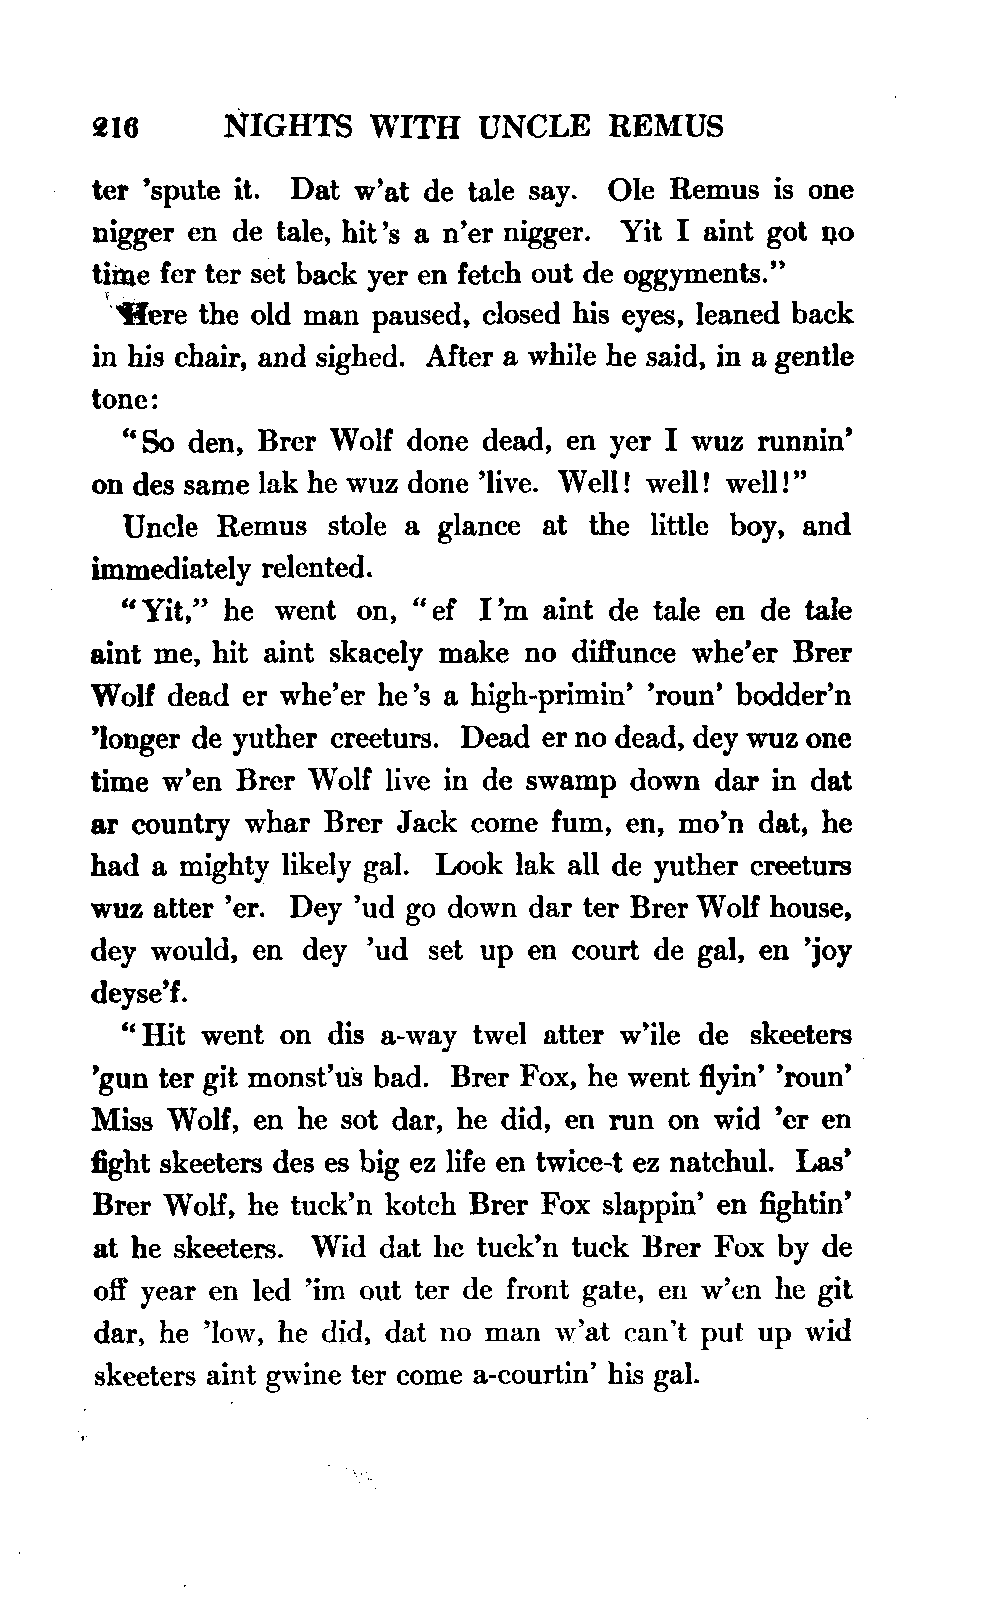 216 NIGHTS WITH UNCLE REMUS
ter 'spute it. Dat w'at de tale say. Ole Remus is one
nigger en de tale, hit's a n'er nigger. Yit I aint got no
time fer ter set back yer en fetch out de oggyments."
Here the old man paused, closed his eyes, leaned back
in his chair, and sighed. After a while he said, in a gentle
tone:
"So den, Brer Wolf done dead, en yer I wuz runnin'
on des same lak he wuz done 'live. Well! well! well!"
Uncle Remus stole a glance at the little boy, and
immediately relented.
"Yit," he went on, "ef I'm aint de tale en de tale
aint me, hit aint skacely make no diffunce whe'er Brer
Wolf dead er whe'er he's a high-primin' 'roun' bodder'n
'longer de yuther creeturs. Dead er no dead, dey wuz one
time w'en Brer Wolf live in de swamp down dar in dat
ar country whar Brer Jack come fum, en, mo'n dat, he
had a mighty likely gal. Look lak all de yuther creeturs
wuz atter 'er. Dey 'ud go down dar ter Brer Wolf house,
dey would, en dey 'ud set up en court de gal, en 'joy
deyse'f.
"Hit went on dis a-way twel atter w'ile de skeeters
'gun ter git monst'us bad. Brer Fox, he went flyin' 'roun'
Miss Wolf, en he sot dar, he did, en run on wid 'er en
fight skeeters des es big ez life en twice-t ez natchul. Las'
Brer Wolf, he tuck'n kotch Brer Fox slappin' en fightin'
at he skeeters. Wid dat he tuck'n tuck Brer Fox by de
off year en led 'im out ter de front gate, en w'en he git
dar, he 'low, he did, dat no man w'at can't put up wid
skeeters aint gwine ter come a-courtin' his gal.